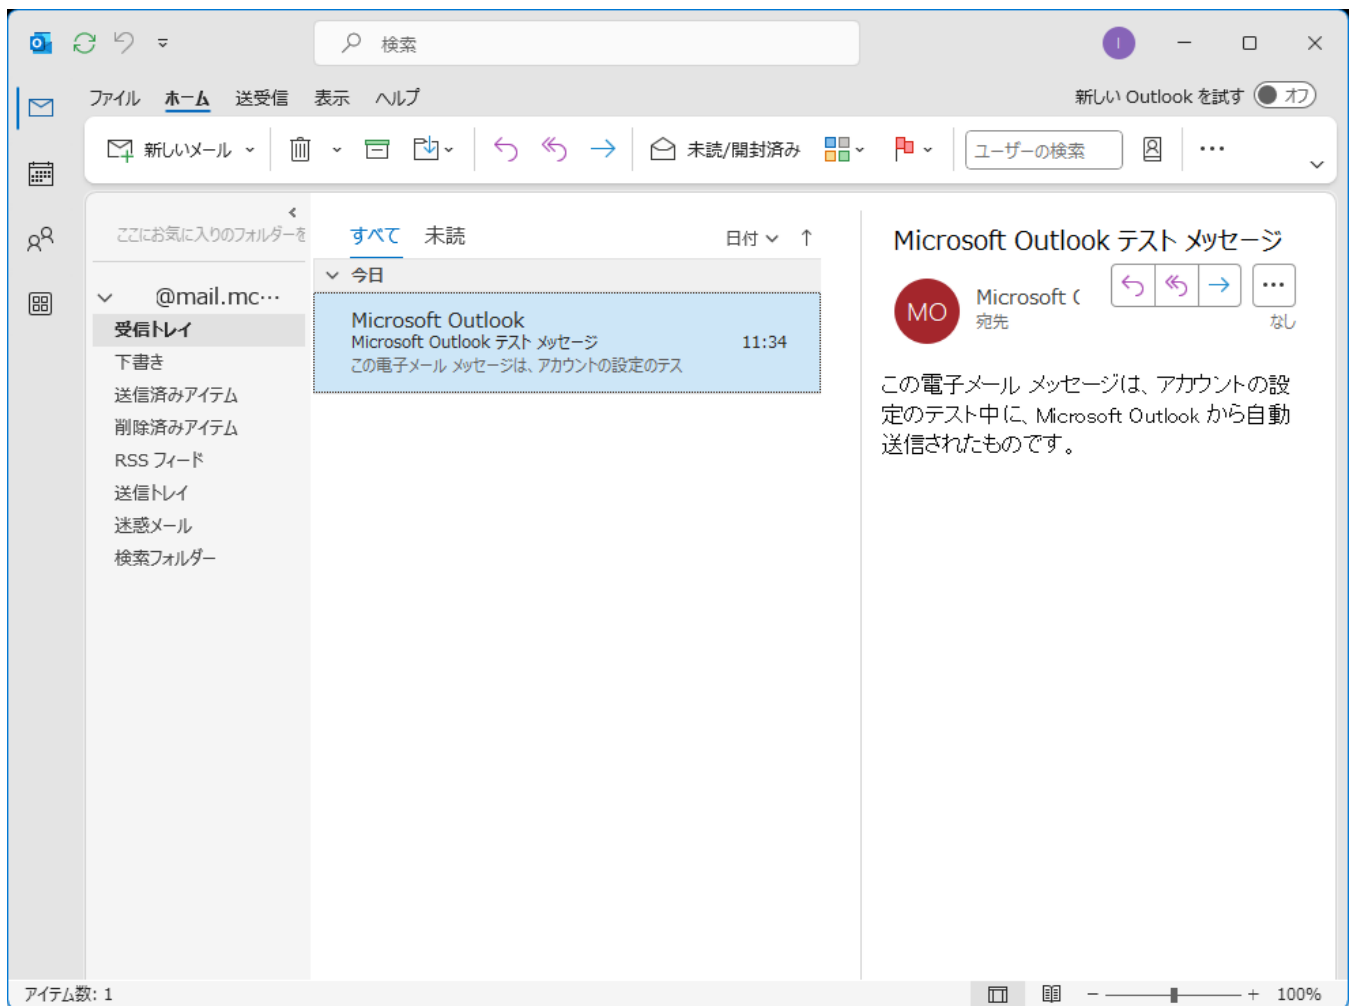 検索
I
ファイル ホーム 送受信 表示 ヘルプ
新しい Outlook を試す オフ
新しいメール 未読/開封済み ユーザーの検索
ここにお気に入りのフォルダーを
@mail.mc…
受信トレイ
下書き
送信済みアイテム
削除済みアイテム
RSS フィード
送信トレイ
迷惑メール
検索フォルダー
すべて 未読 日付
今日
Microsoft Outlook
Microsoft Outlook テスト メッセージ 11:34
この電子メール メッセージは、アカウントの設定のテス
Microsoft Outlook テスト メッセージ
MO
Microsoft
宛先 なし
この電子メール メッセージは、アカウントの設
定のテスト中に、Microsoft Outlook から自動
送信されたものです。
アイテム数: 1
100%